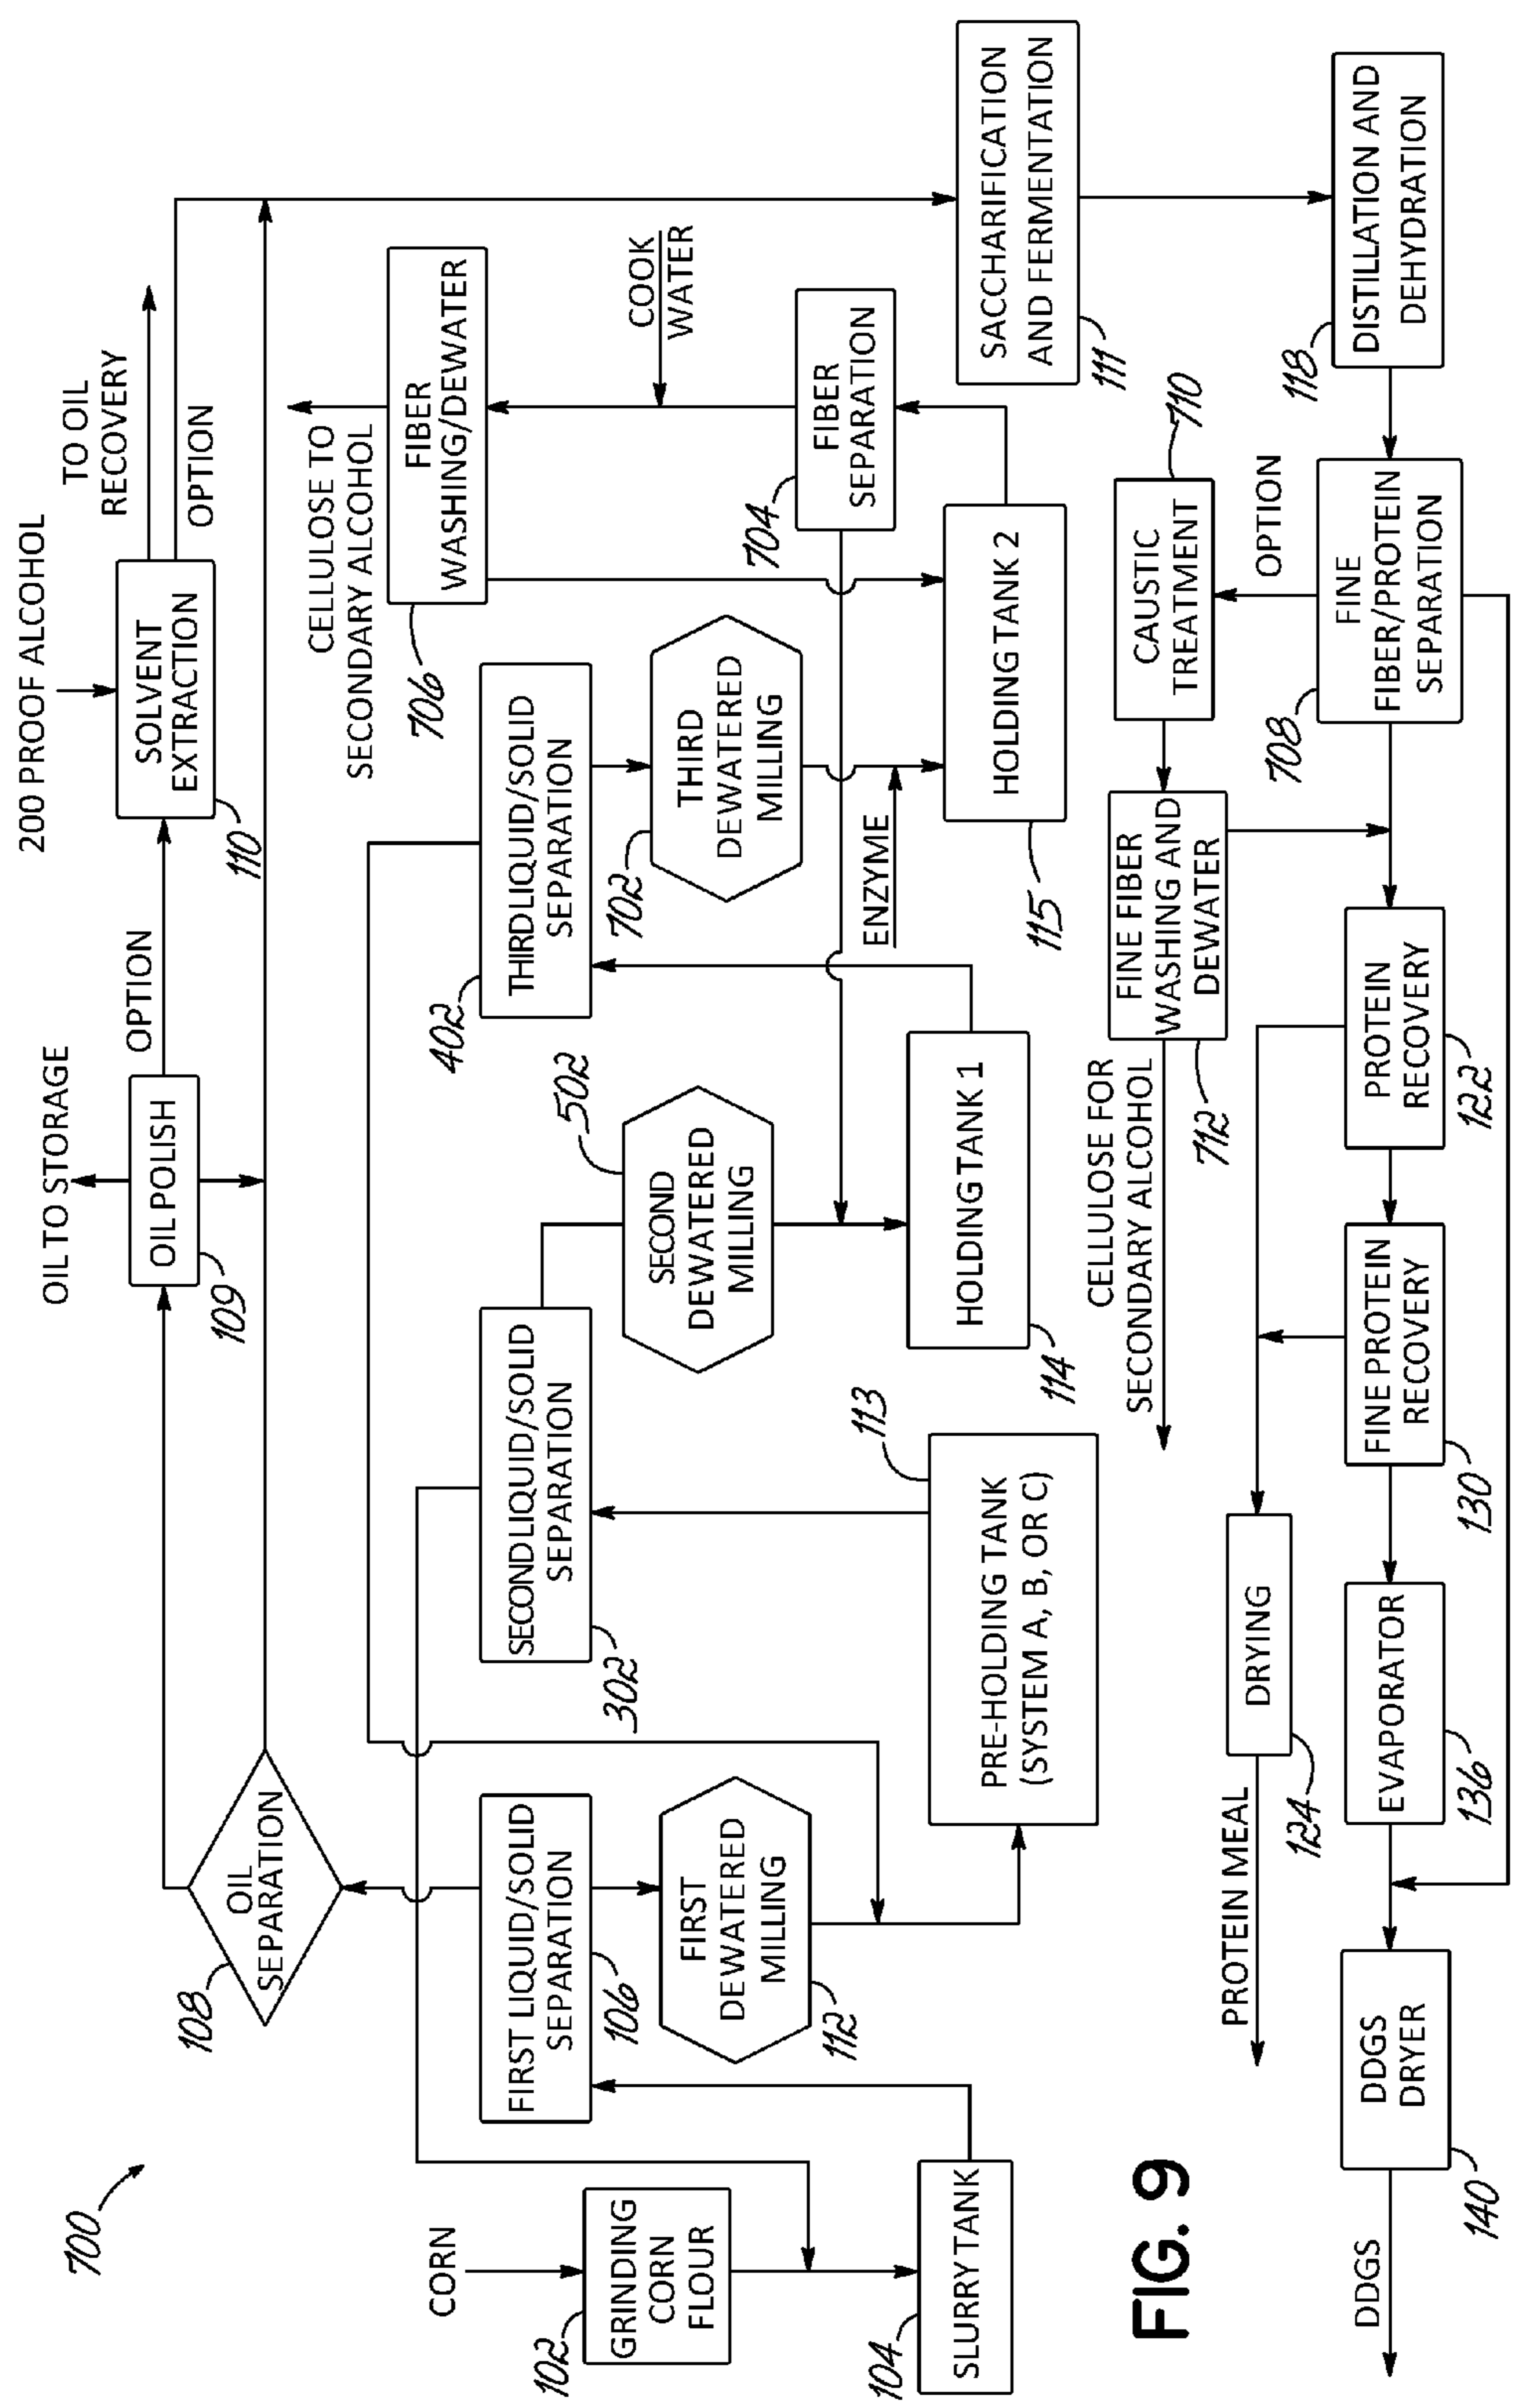 700
CORN
GRINDING
CORN
FLOUR
102
SLURRY TANK
104
FIRST LIQUID/SOLID
SEPARATION
106
FIRST
DEWATERED
MILLING
112
OIL
SEPARATION
108
OIL TO STORAGE
OIL POLISH
109
OPTION
200 PROOF ALCOHOL
SOLVENT
EXTRACTION
110
TO OIL
RECOVERY
OPTION
SECOND LIQUID/SOLID
SEPARATION
302
PRE-HOLDING TANK
(SYSTEM A, B, OR C)
113
SECOND
DEWATERED
MILLING
502
HOLDING TANK 1
114
THIRD LIQUID/SOLID
SEPARATION
402
THIRD
DEWATERED
MILLING
702
ENZYME
HOLDING TANK 2
115
CELLULOSE TO
SECONDARY ALCOHOL
FIBER
WASHING/DEWATER
706
COOK
WATER
FIBER
SEPARATION
704
SACCHARIFICATION
AND FERMENTATION
111
DISTILLATION AND
DEHYDRATION
118
FINE
FIBER/PROTEIN
SEPARATION
708
OPTION
CAUSTIC
TREATMENT
710
FINE FIBER
WASHING AND
DEWATER
712
CELLULOSE FOR
SECONDARY ALCOHOL
PROTEIN
RECOVERY
122
FINE PROTEIN
RECOVERY
130
DRYING
124
PROTEIN MEAL
EVAPORATOR
136
DDGS
DRYER
140
DDGS
FIG. 9